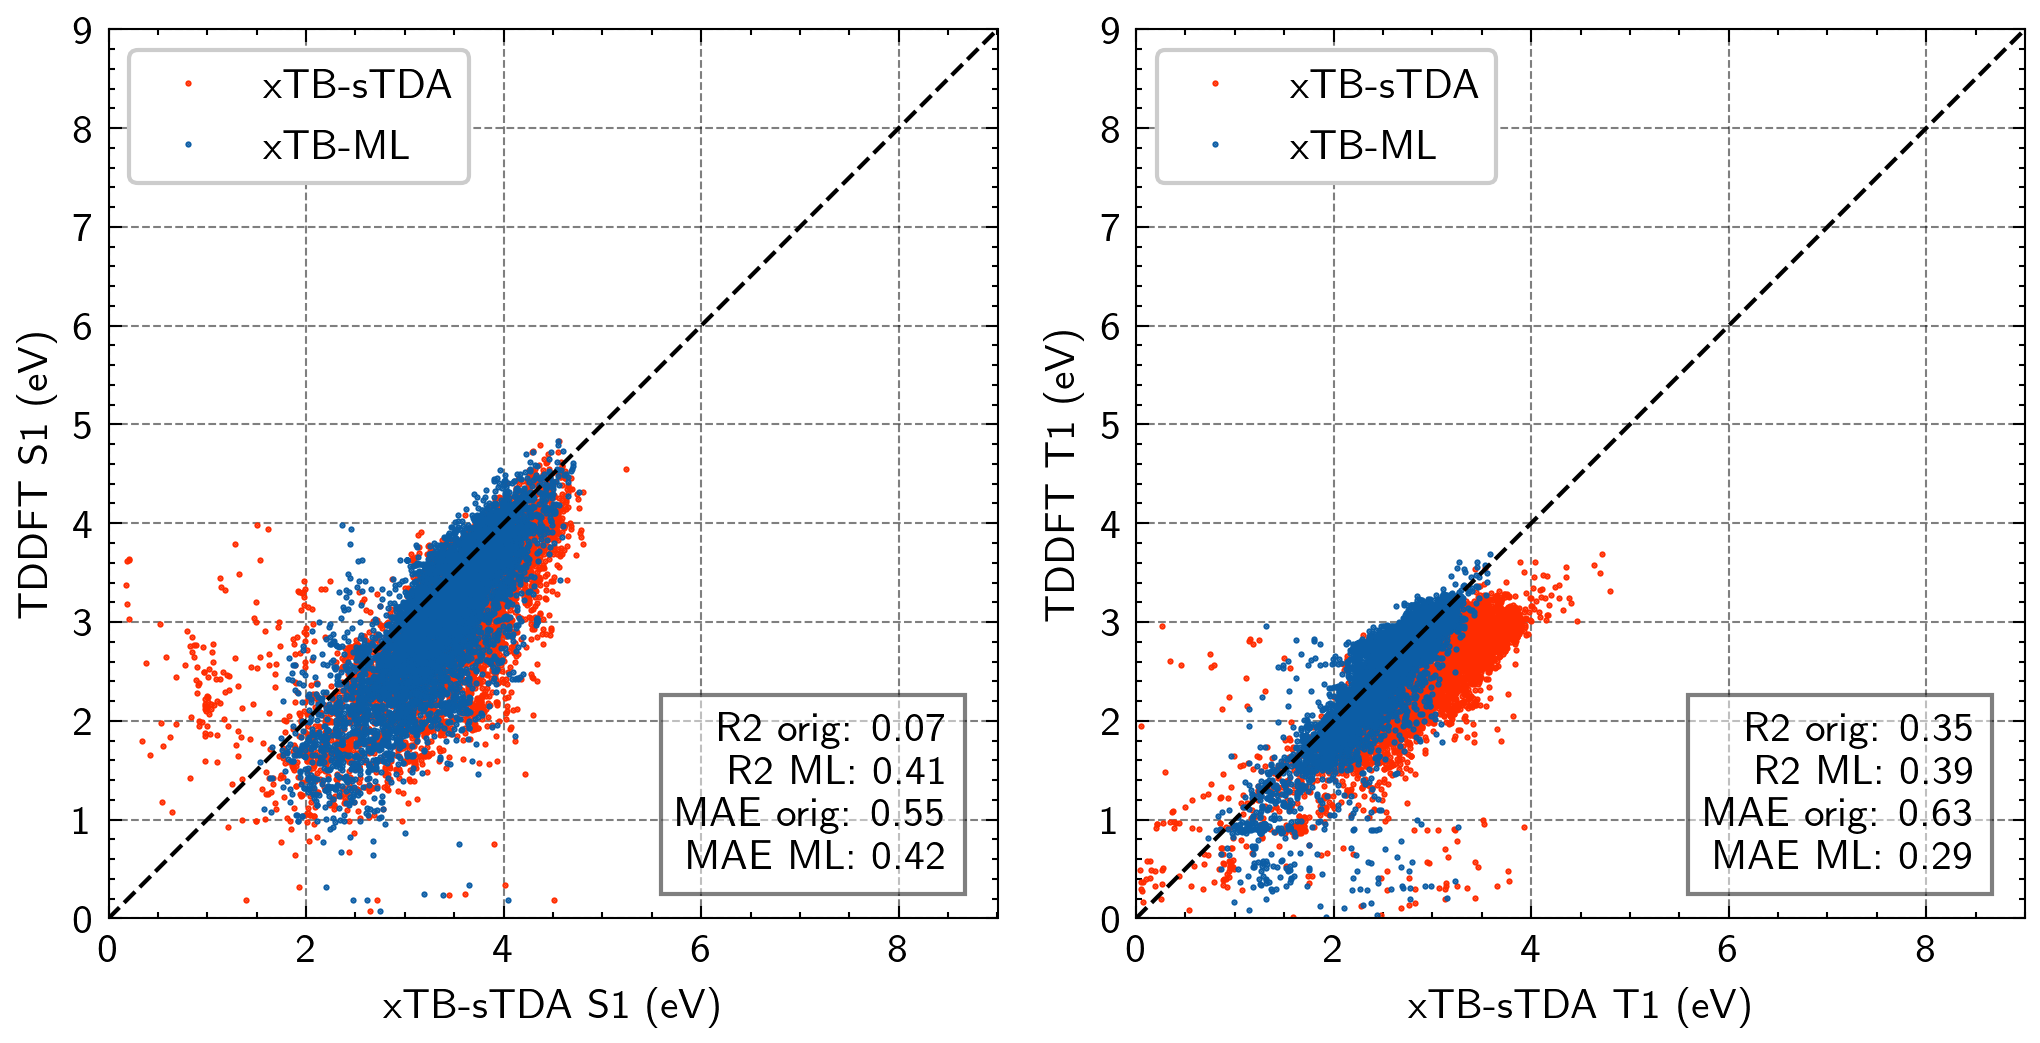 xTB-sTDA
xTB-ML
9
8
7
6
5
4
3
2
1
0
TDDFT S1 (eV)
R2 orig: 0.07
R2 ML: 0.41
MAE orig: 0.55
MAE ML: 0.42
0 2 4 6 8
xTB-sTDA S1 (eV)
xTB-sTDA
xTB-ML
9
8
7
6
5
4
3
2
1
0
TDDFT T1 (eV)
R2 orig: 0.35
R2 ML: 0.39
MAE orig: 0.63
MAE ML: 0.29
0 2 4 6 8
xTB-sTDA T1 (eV)